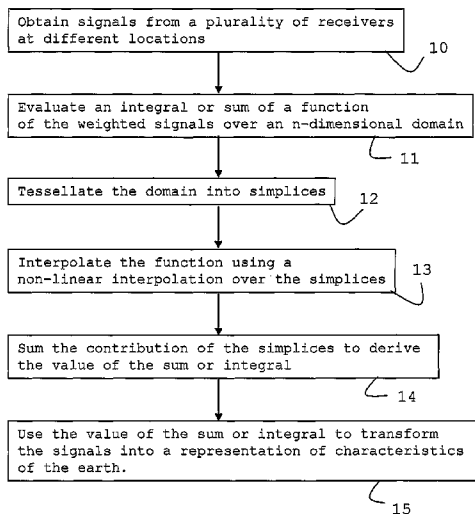 Obtain signals from a plurality of receivers
at different locations
10
Evaluate an integral or sum of a function
of the weighted signals over an n-dimensional domain
11
Tessellate the domain into simplices
12
Interpolate the function using a
non-linear interpolation over the simplices
13
Sum the contribution of the simplices to derive
the value of the sum or integral
14
Use the value of the sum or integral to transform
the signals into a representation of characteristics
of the earth.
15